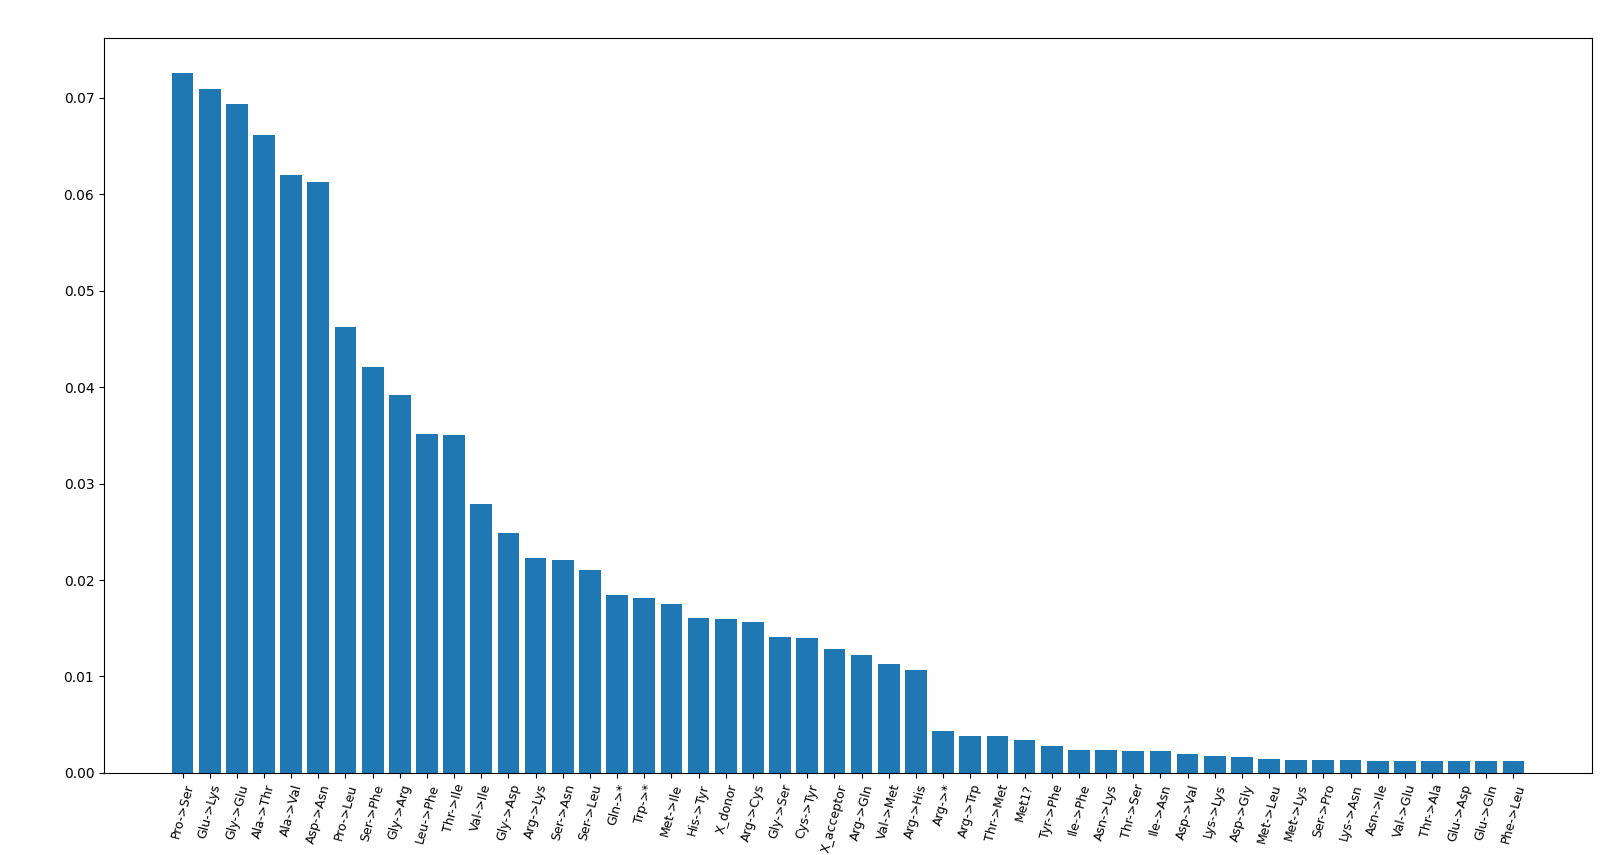 0.07
0.06
0.05
0.04
0.03
0.02
0.01
0.00
Pro->Ser
Glu->Lys
Gly->Glu
Ala->Thr
Ala->Val
Asp->Asn
Pro->Leu
Ser->Phe
Gly->Arg
Leu->Phe
Thr->Ile
Val->Ile
Gly->Asp
Arg->Lys
Ser->Asn
Ser->Leu
Gln->*
Trp->*
Met->Ile
His->Tyr
X_donor
Arg->Cys
Gly->Ser
Cys->Tyr
X_acceptor
Arg->Gln
Val->Met
Arg->His
Arg->*
Arg->Trp
Thr->Met
Met1?
Tyr->Phe
Ile->Phe
Asn->Lys
Thr->Ser
Ile->Asn
Asp->Val
Lys->Lys
Asp->Gly
Met->Leu
Met->Lys
Ser->Pro
Lys->Asn
Asn->Ile
Val->Glu
Thr->Ala
Glu->Asp
Glu->Gln
Phe->Leu